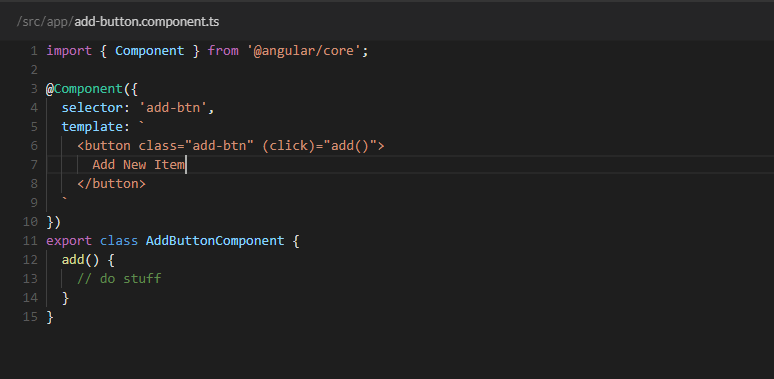 /src/app/add-button.component.ts
1 import { Component } from '@angular/core';
2
3 @Component({
4   selector: 'add-btn',
5   template: `
6     <button class="add-btn" (click)="add()">
7       Add New Item
8     </button>
9   `
10 })
11 export class AddButtonComponent {
12   add() {
13     // do stuff
14   }
15 }